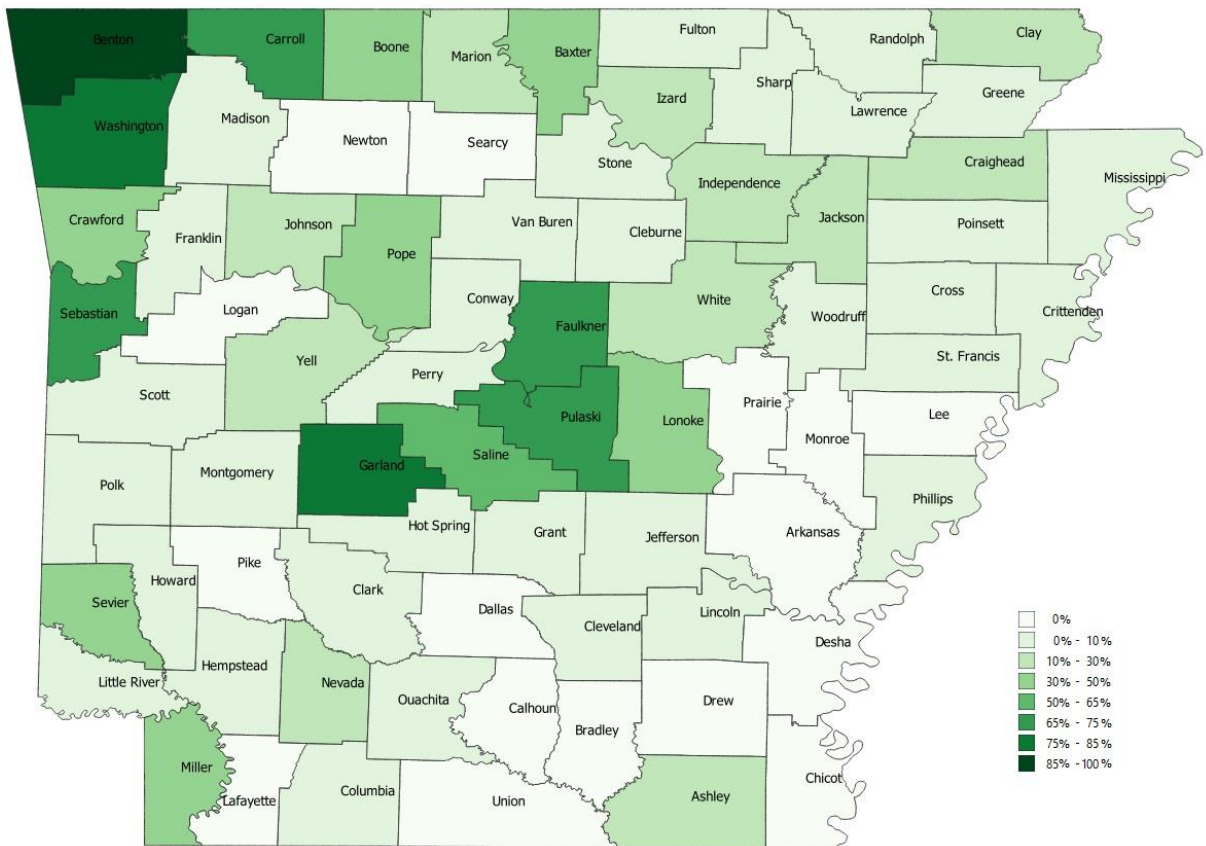 Benton
Carroll
Boone
Marion
Baxter
Fulton
Randolph
Clay
Sharp
Izard
Greene
Lawrence
Washington
Madison
Newton
Searcy
Stone
Independence
Craighead
Mississippi
Crawford
Franklin
Johnson
Pope
Van Buren
Cleburne
Jackson
Poinsett
Sebastian
Logan
Conway
Faulkner
White
Woodruff
Cross
Crittenden
Scott
Yell
Perry
St. Francis
Pulaski
Lonoke
Prairie
Monroe
Lee
Polk
Montgomery
Garland
Saline
Phillips
Hot Spring
Grant
Jefferson
Arkansas
Howard
Pike
Clark
Dallas
Cleveland
Lincoln
Desha
Sevier
Hempstead
Little River
Nevada
Ouachita
Calhoun
Bradley
Drew
Miller
Lafayette
Columbia
Union
Ashley
Chicot
0%
0% - 10%
10% - 30%
30% - 50%
50% - 65%
65% - 75%
75% - 85%
85% -100%